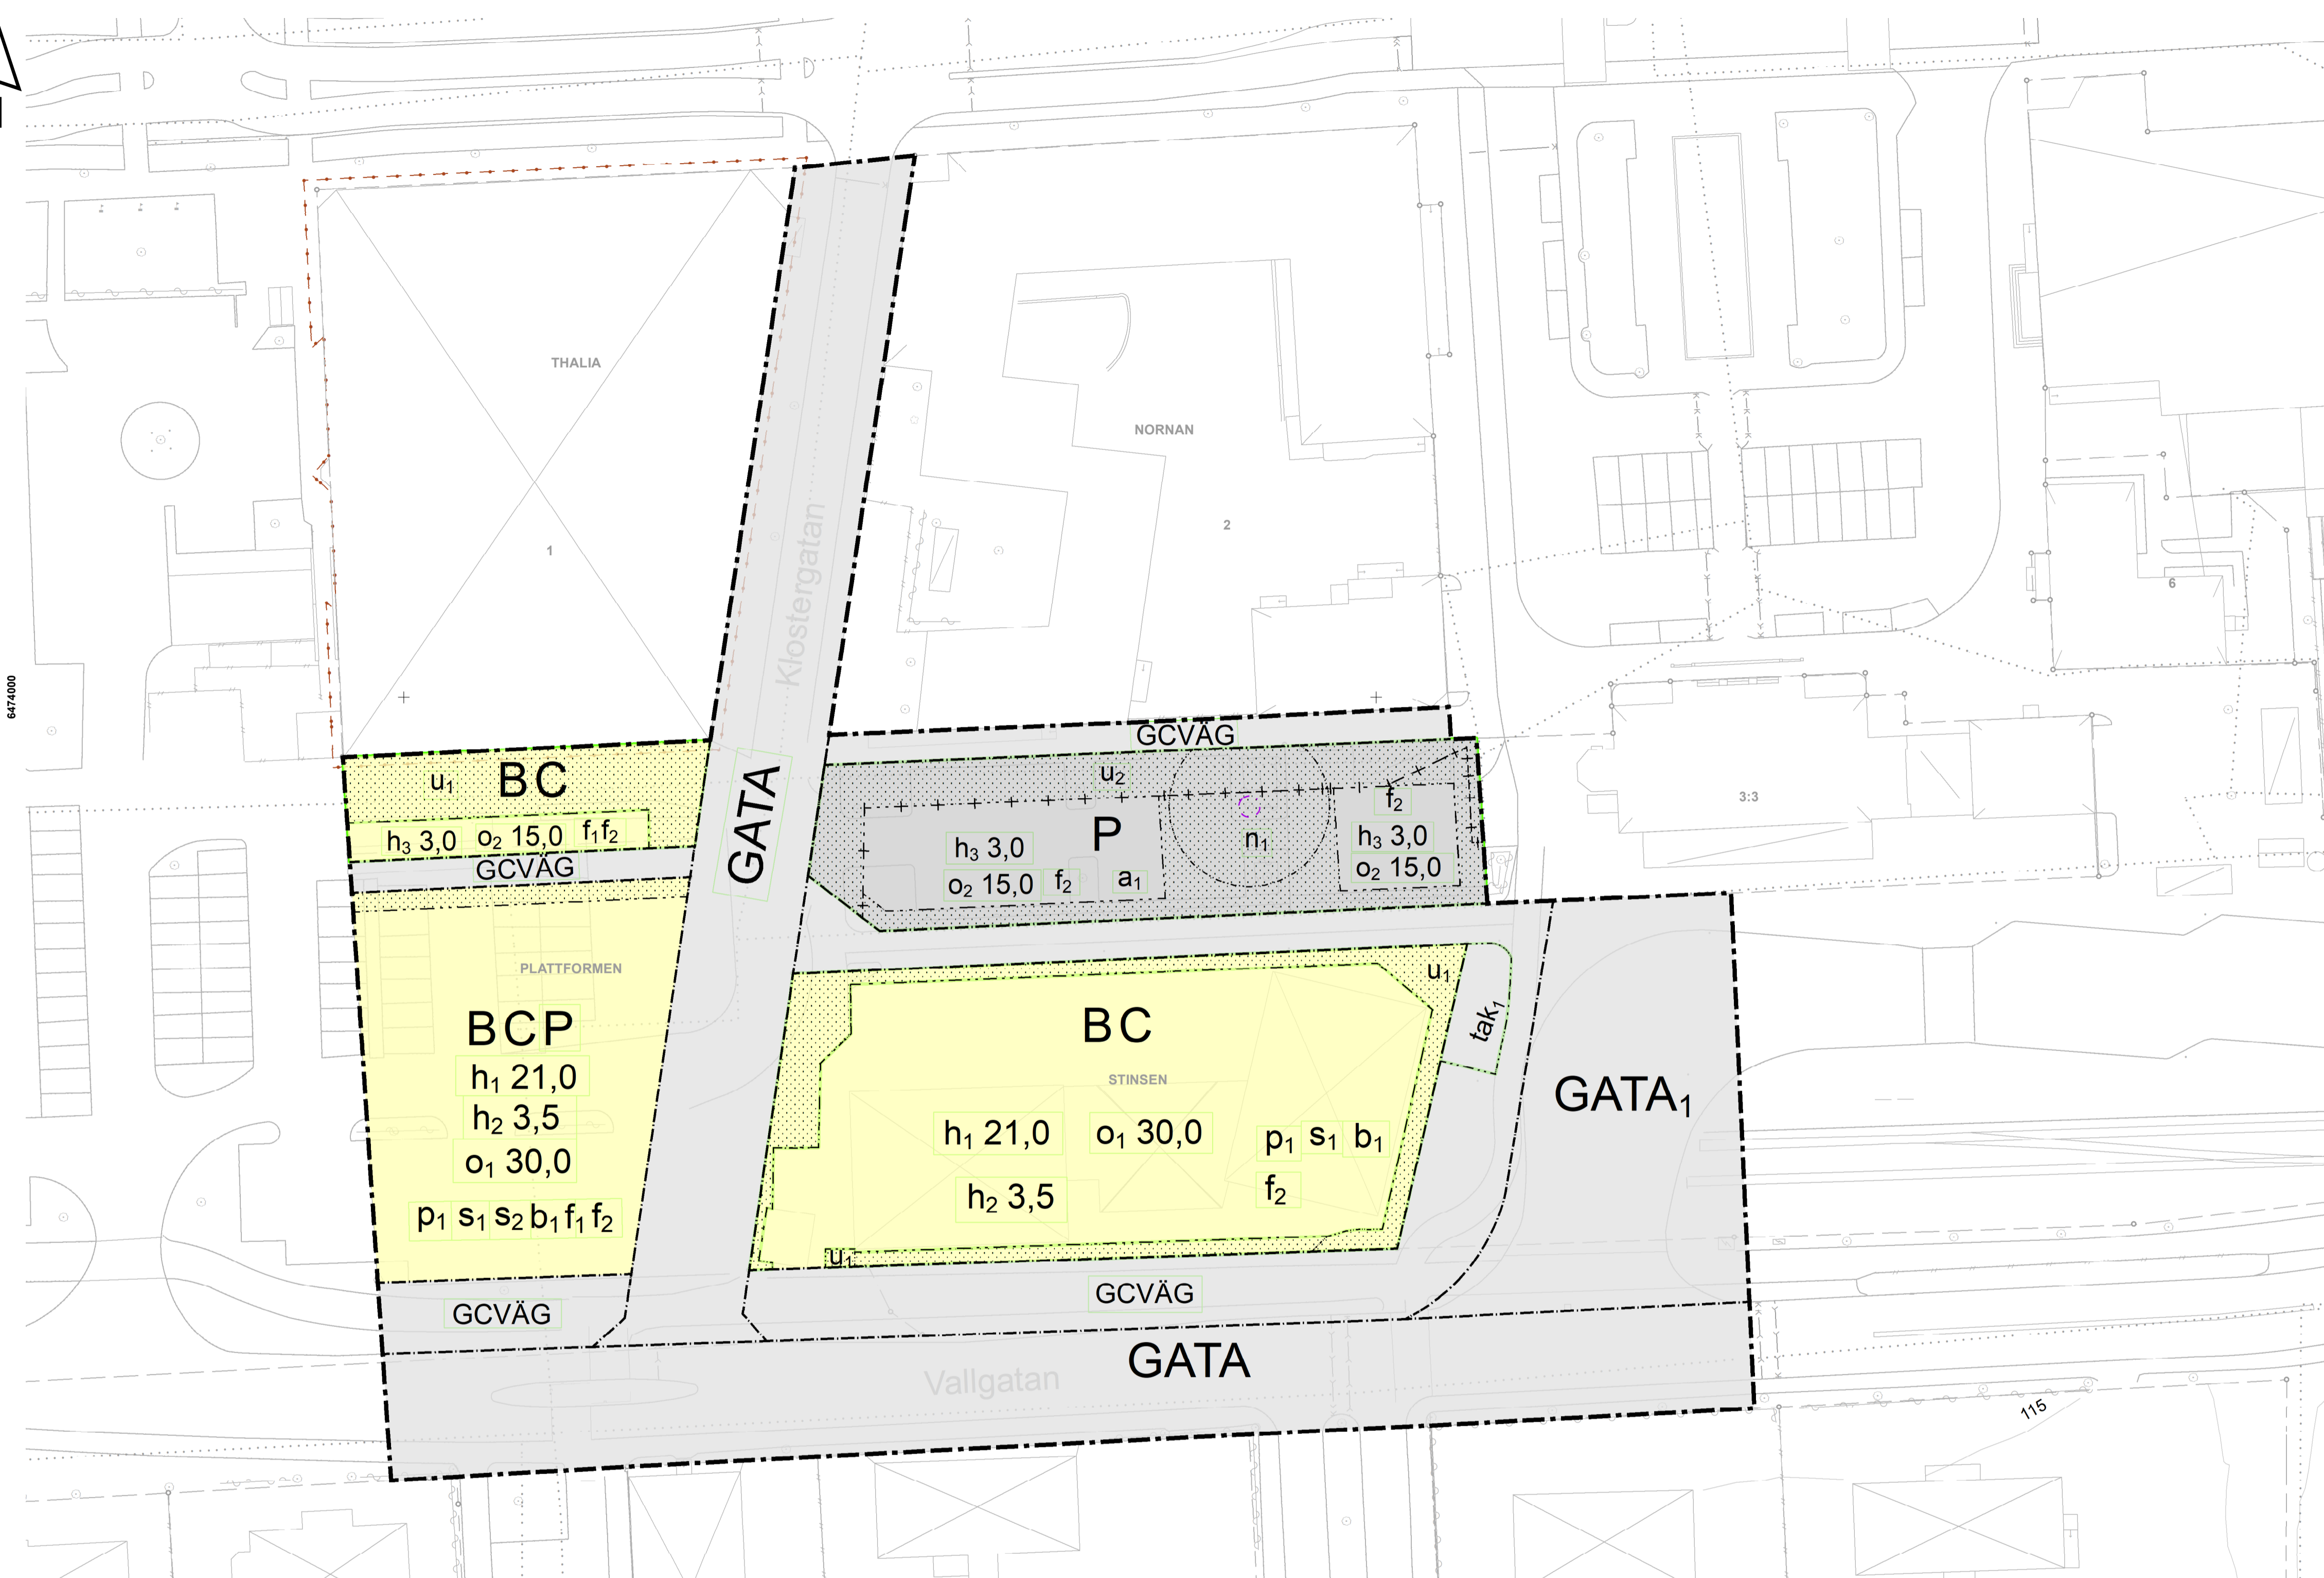 THALIA
NORNAN
2
1
Klostergatan
6
6474000
GCVÄG
u₁ BC
u₂
f₂
3:3
h₃ 3,0 o₂ 15,0 f₁f₂
GATA
P
h₃ 3,0
n₁
h₃ 3,0
GCVÄG
o₂ 15,0 f₂ a₁
o₂ 15,0
PLATTFORMEN
u₁
BCP
BC
tak₁
h₁ 21,0
STINSEN
GATA₁
h₂ 3,5
h₁ 21,0 o₁ 30,0 p₁ s₁ b₁
o₁ 30,0
h₂ 3,5 f₂
p₁ s₁ s₂ b₁ f₁ f₂
u₁
GCVÄG
GCVÄG
GATA
Vallgatan
115